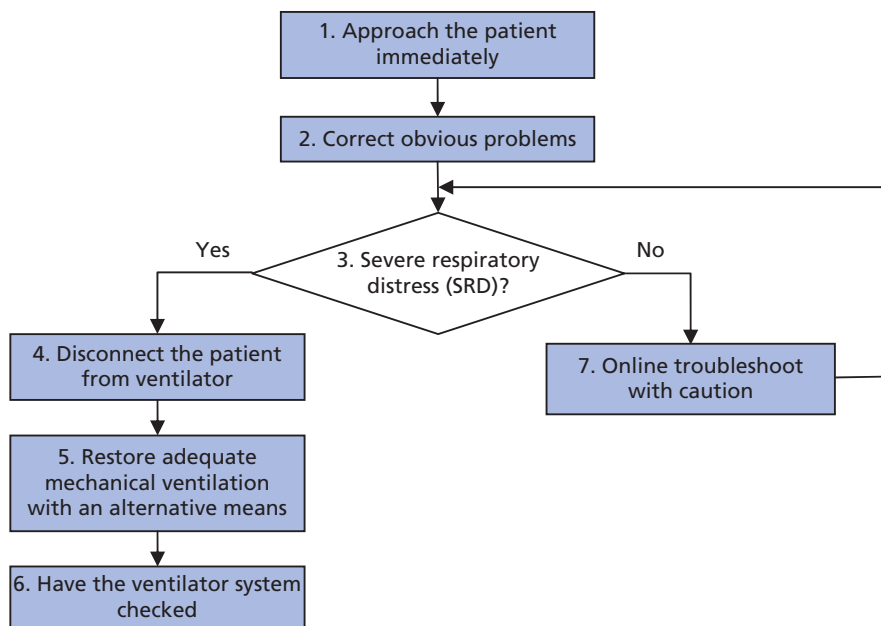 1. Approach the patient
immediately
2. Correct obvious problems
Yes
No
3. Severe respiratory
distress (SRD)?
4. Disconnect the patient
from ventilator
7. Online troubleshoot
with caution
5. Restore adequate
mechanical ventilation
with an alternative means
6. Have the ventilator system
checked